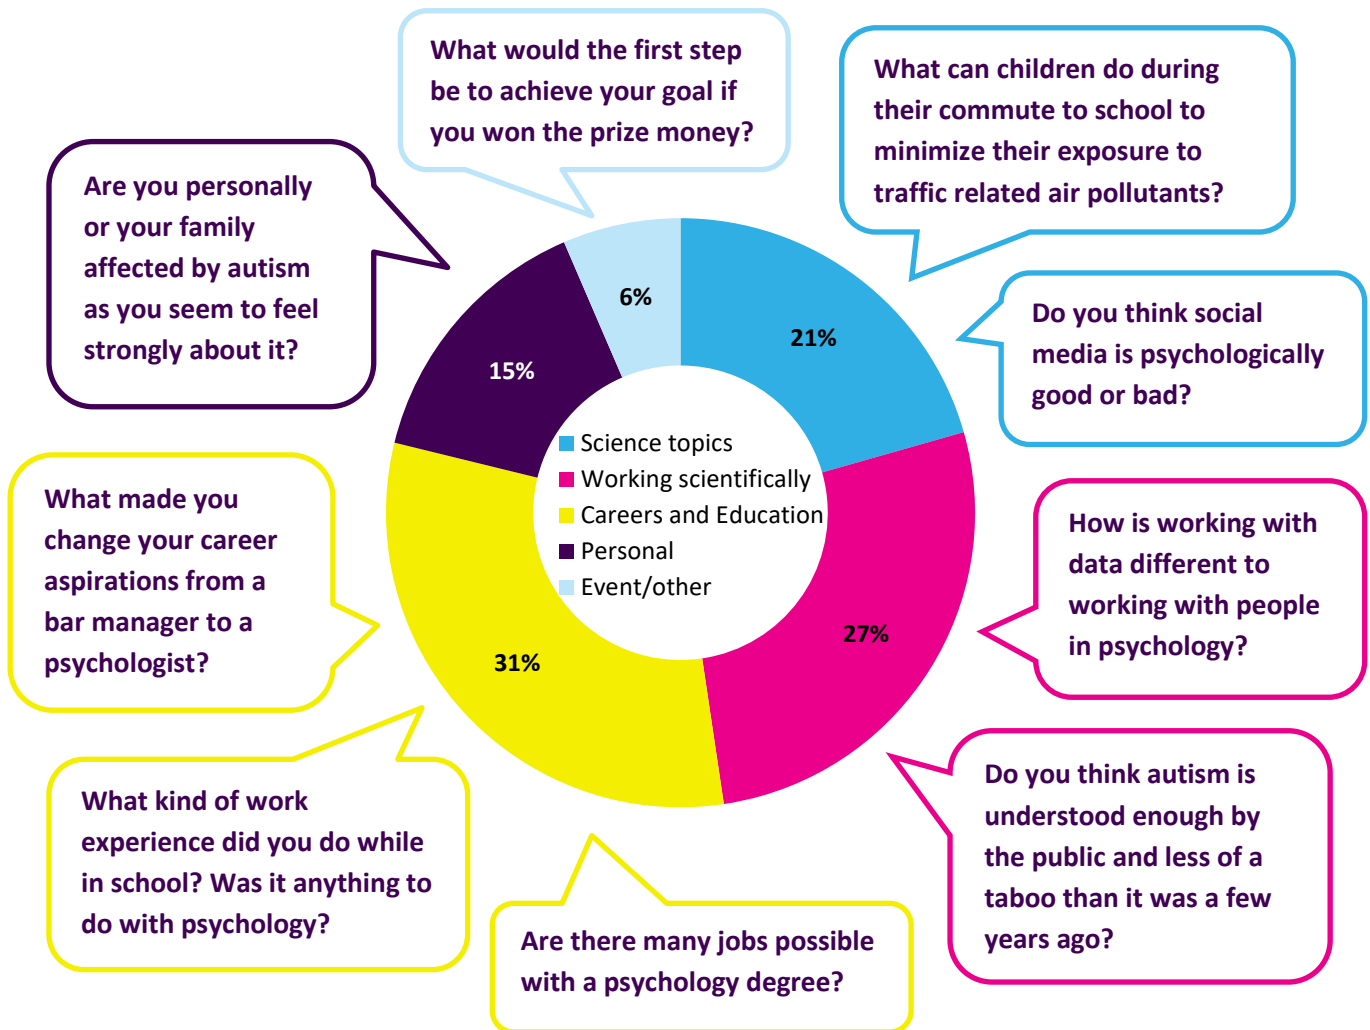 What would the first step
be to achieve your goal if
you won the prize money?
What can children do during
their commute to school to
minimize their exposure to
traffic related air pollutants?
Are you personally
or your family
affected by autism
as you seem to feel
strongly about it?
Do you think social
media is psychologically
good or bad?
6%
21%
15%
27%
31%
Science topics
Working scientifically
Careers and Education
Personal
Event/other
What made you
change your career
aspirations from a
bar manager to a
psychologist?
How is working with
data different to
working with people
in psychology?
What kind of work
experience did you do while
in school? Was it anything to
do with psychology?
Do you think autism is
understood enough by
the public and less of a
taboo than it was a few
years ago?
Are there many jobs possible
with a psychology degree?